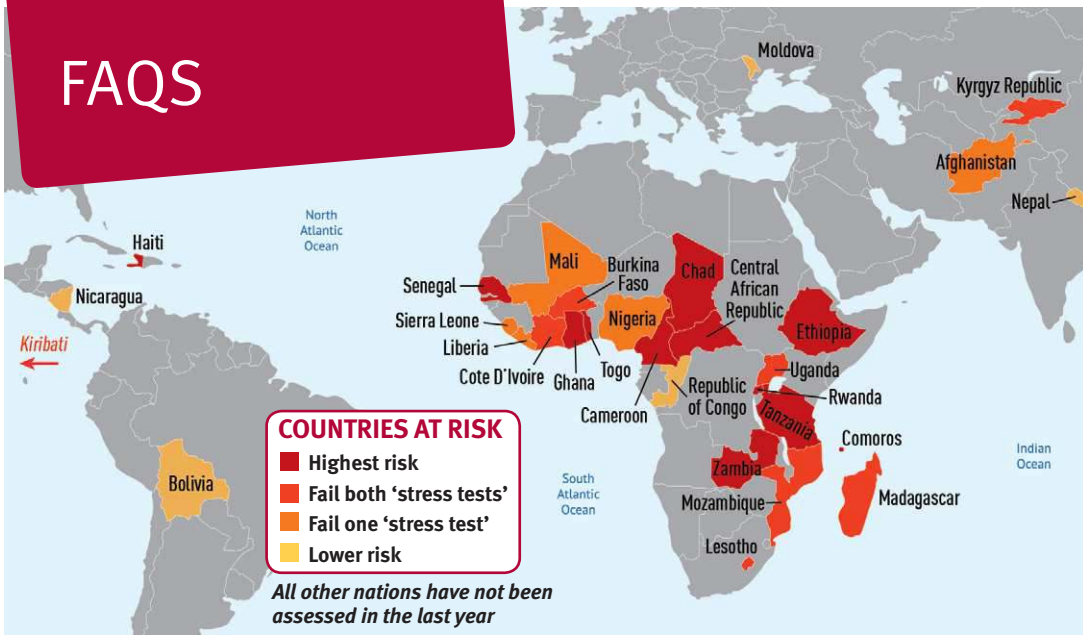 FAQS
Moldova
Kyrgyz Republic
Afghanistan
Nepal
North
Atlantic
Ocean
Haiti
Nicaragua
Kiribati
Bolivia
Mali
Burkina
Faso
Chad
Central
African
Republic
Senegal
Nigeria
Ethiopia
Sierra Leone
Liberia
Cote D'Ivoire
Ghana
Togo
Cameroon
Republic
of Congo
Uganda
Rwanda
Tanzania
Comoros
Zambia
Mozambique
Madagascar
Lesotho
South
Atlantic
Ocean
Indian
Ocean
COUNTRIES AT RISK
Highest risk
Fail both ‘stress tests’
Fail one ‘stress test’
Lower risk
All other nations have not been
assessed in the last year